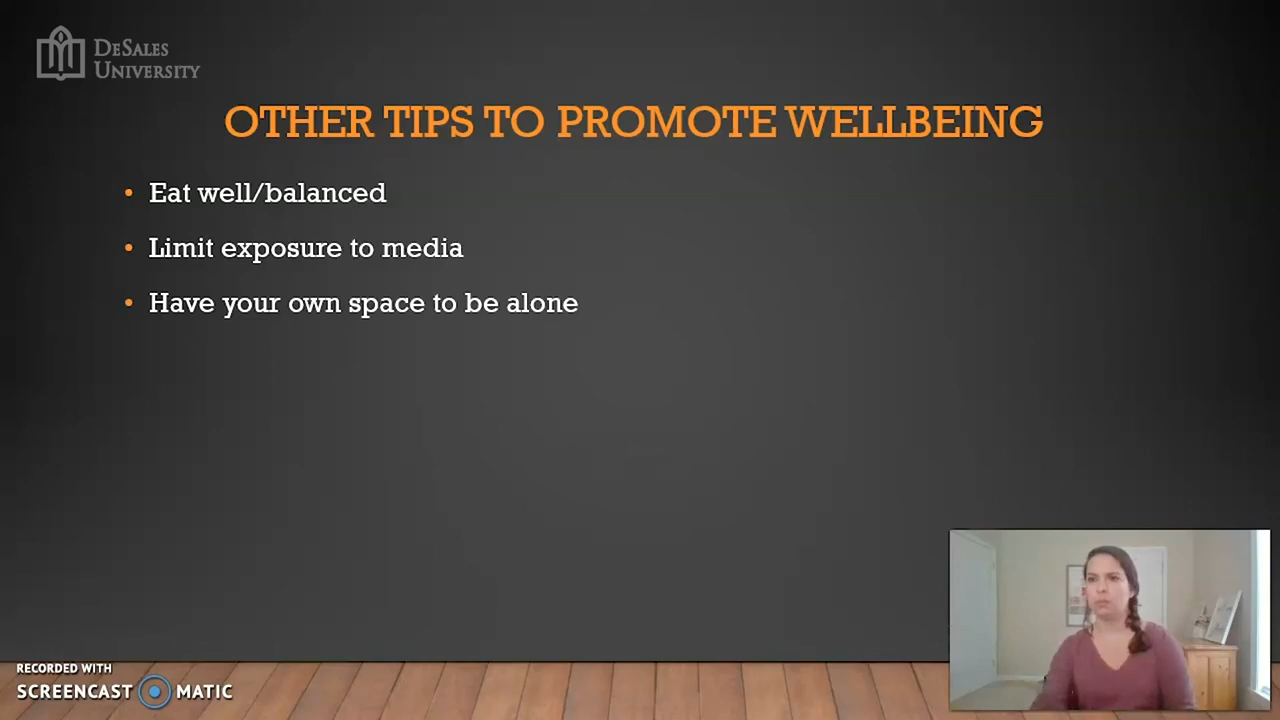 DeSales
University
OTHER TIPS TO PROMOTE WELLBEING
• Eat well/balanced
• Limit exposure to media
• Have your own space to be alone
RECORDED WITH
SCREENCAST MATIC